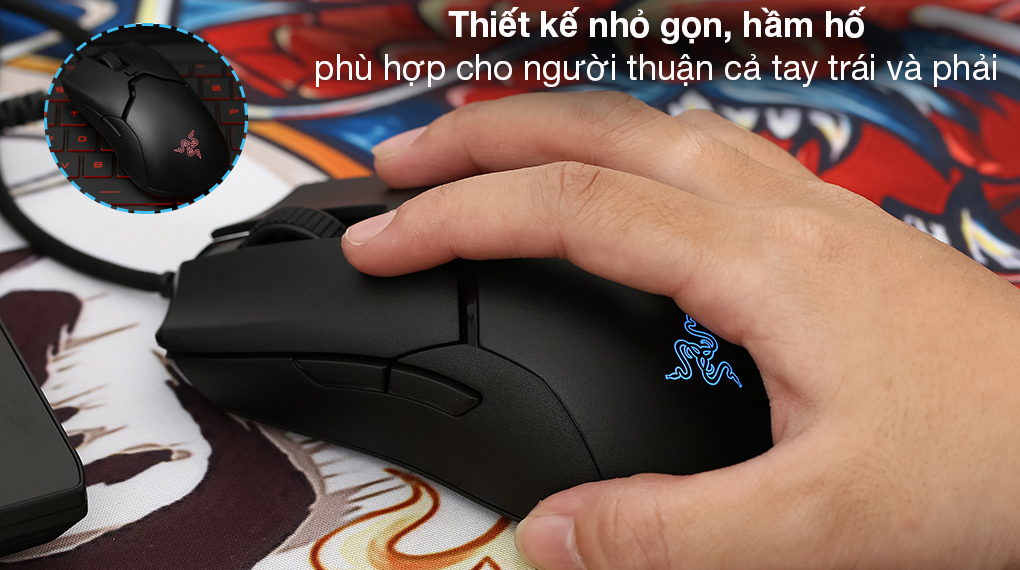 Thiết kế nhỏ gọn, hầm hố
phù hợp cho người thuận cả tay trái và phải